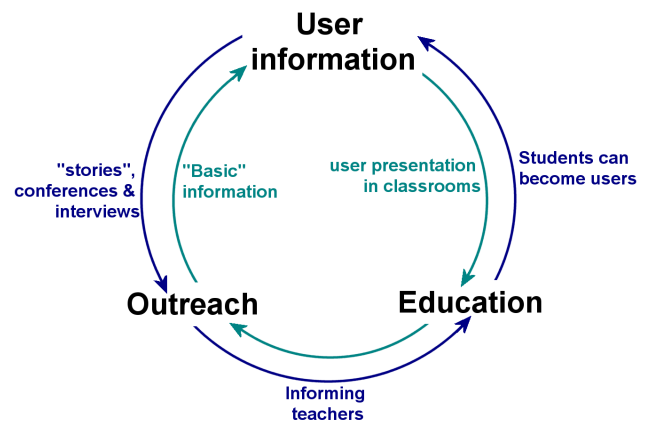 User
information
"stories",
conferences &
interviews
"Basic"
information
user presentation
in classrooms
Students can
become users
Outreach
Education
Informing
teachers